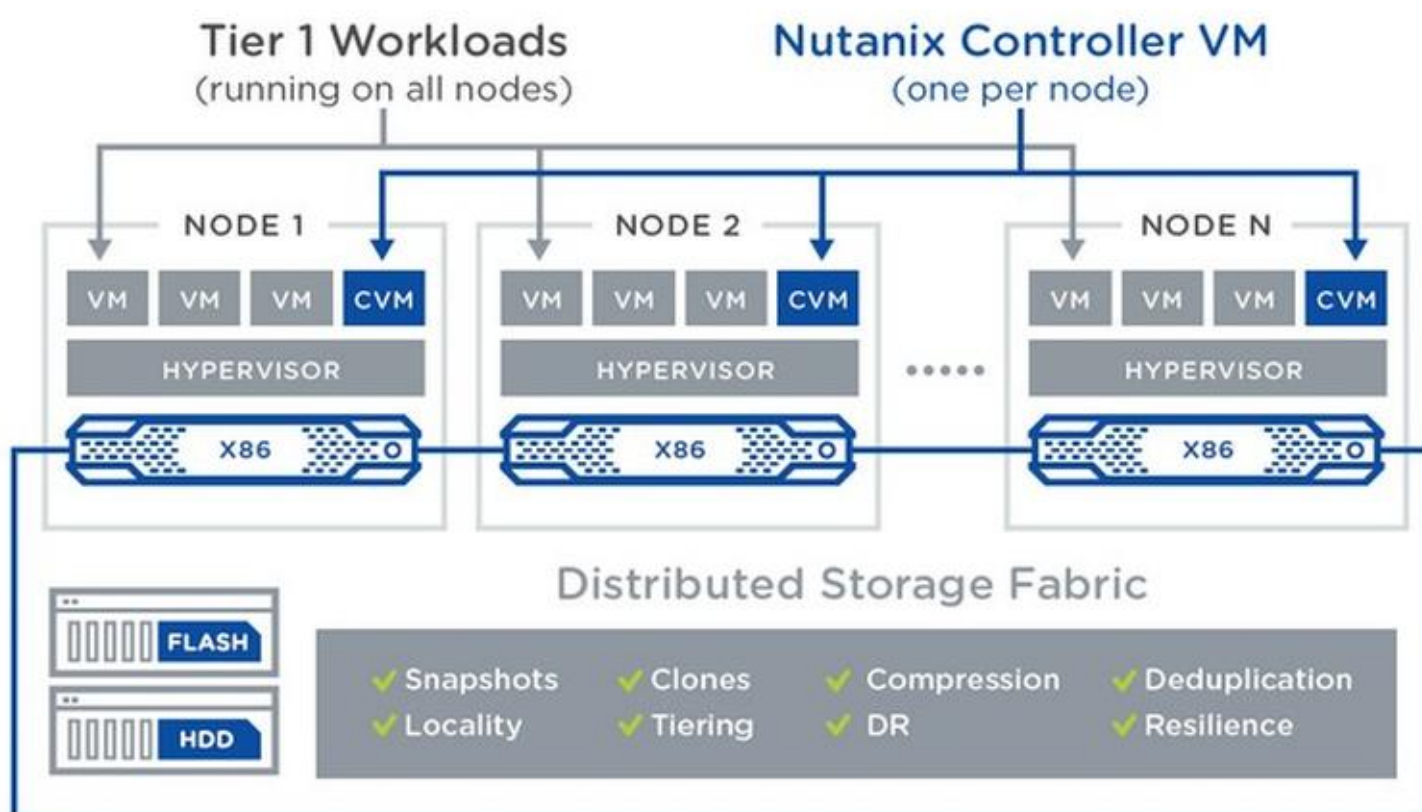 Tier 1 Workloads
(running on all nodes)
Nutanix Controller VM
(one per node)
NODE 1
VM VM VM CVM
HYPERVISOR
X86
NODE 2
VM VM VM CVM
HYPERVISOR
X86
NODE N
VM VM VM CVM
HYPERVISOR
X86
FLASH
HDD
Distributed Storage Fabric
Snapshots Clones Compression Deduplication
Locality Tiering DR Resilience